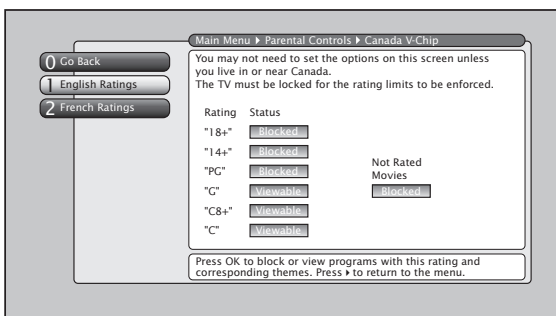 Main Menu ▸ Parental Controls ▸ Canada V-Chip
0 Go Back
1 English Ratings
2 French Ratings
You may not need to set the options on this screen unless
you live in or near Canada.
The TV must be locked for the rating limits to be enforced.
Rating Status
"18+" Blocked
"14+" Blocked
"PG" Blocked
"G" Viewable
"C8+" Viewable
"C" Viewable
Not Rated
Movies
Blocked
Press OK to block or view programs with this rating and
corresponding themes. Press ▸ to return to the menu.